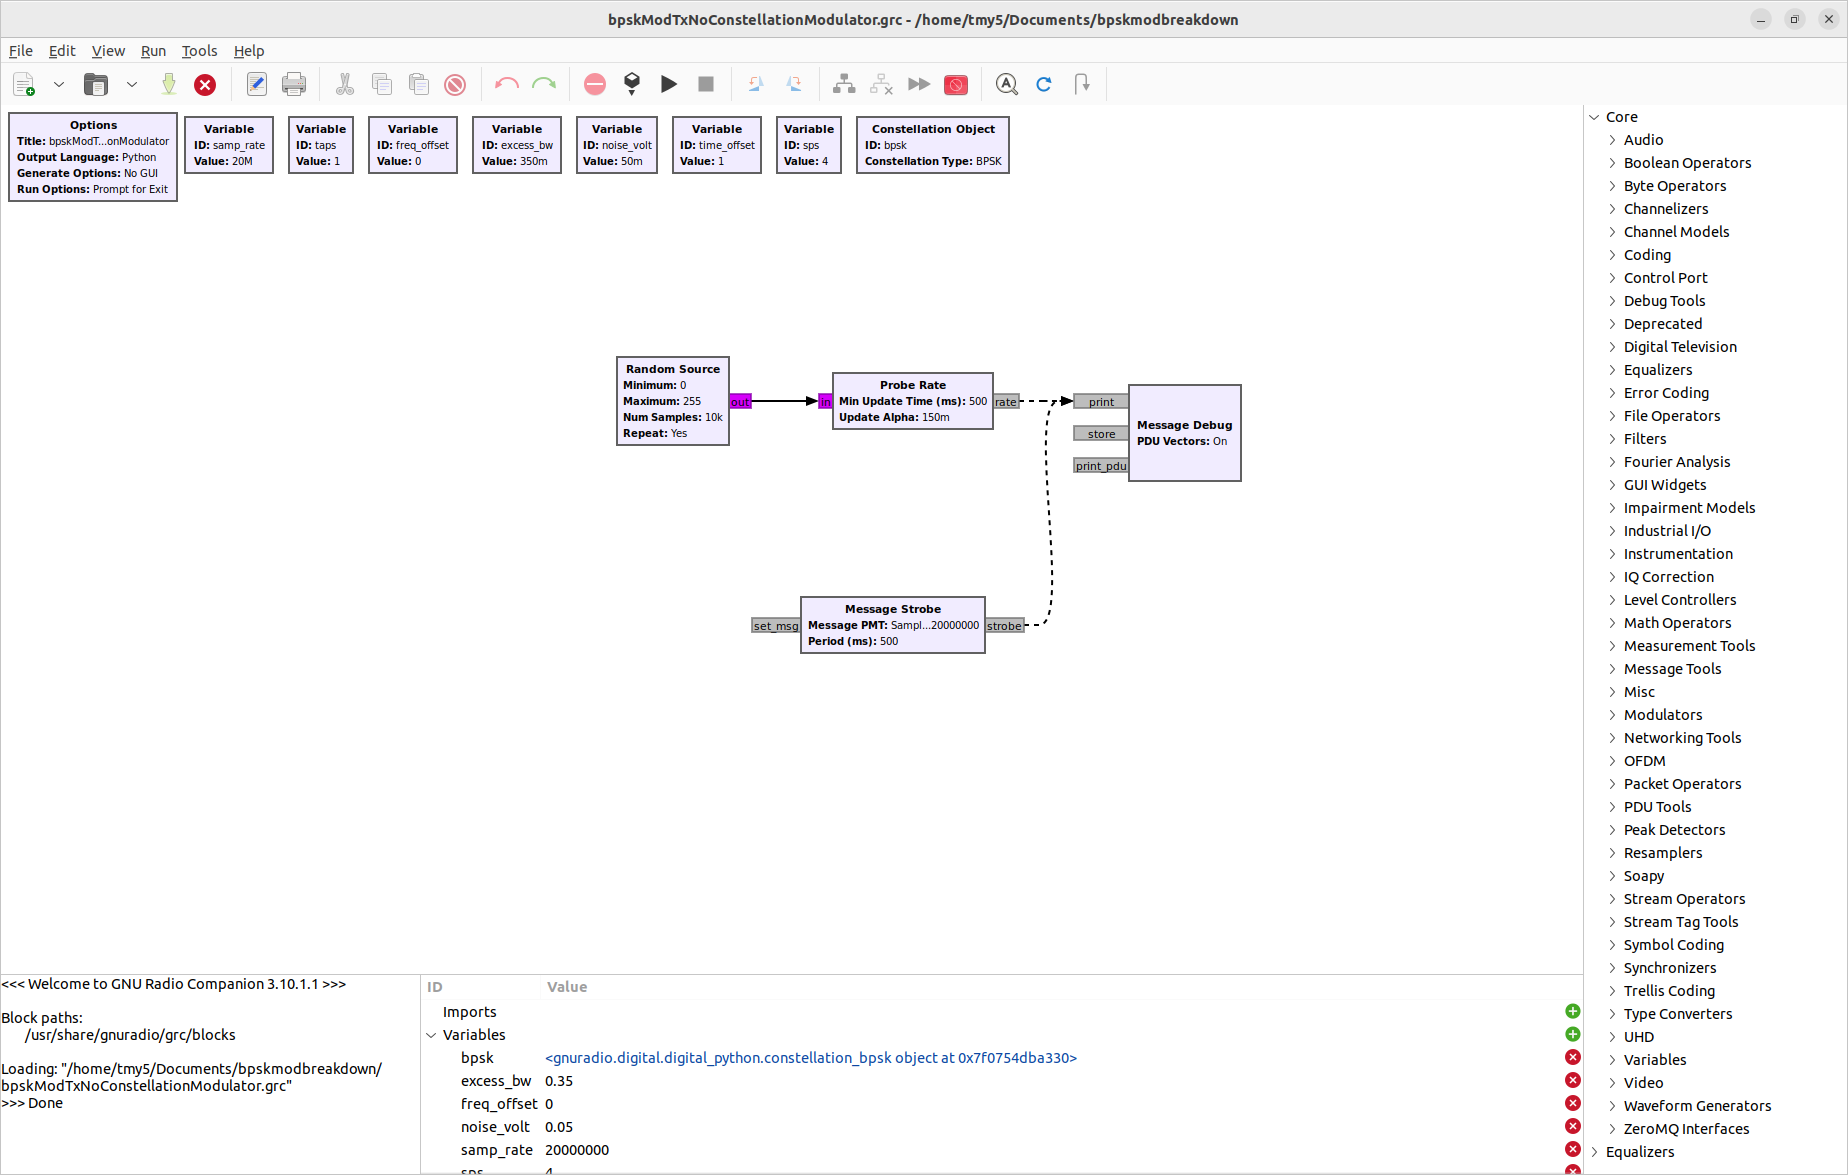 bpskModTxNoConstellationModulator.grc - /home/tmy5/Documents/bpskmodbreakdown
File Edit View Run Tools Help
Options
Title: bpskModT...onModulator
Output Language: Python
Generate Options: No GUI
Run Options: Prompt for Exit
Variable
ID: samp_rate
Value: 20M
Variable
ID: taps
Value: 1
Variable
ID: freq_offset
Value: 0
Variable
ID: excess_bw
Value: 350m
Variable
ID: noise_volt
Value: 50m
Variable
ID: time_offset
Value: 1
Variable
ID: sps
Value: 4
Constellation Object
ID: bpsk
Constellation Type: BPSK
Random Source
Minimum: 0
Maximum: 255
Num Samples: 10k
Repeat: Yes
out
in
Probe Rate
Min Update Time (ms): 500
Update Alpha: 150m
rate
print
store
print_pdu
Message Debug
PDU Vectors: On
set_msg
Message Strobe
Message PMT: Sampl...20000000
Period (ms): 500
strobe
Core
Audio
Boolean Operators
Byte Operators
Channelizers
Channel Models
Coding
Control Port
Debug Tools
Deprecated
Digital Television
Equalizers
Error Coding
File Operators
Filters
Fourier Analysis
GUI Widgets
Impairment Models
Industrial I/O
Instrumentation
IQ Correction
Level Controllers
Math Operators
Measurement Tools
Message Tools
Misc
Modulators
Networking Tools
OFDM
Packet Operators
PDU Tools
Peak Detectors
Resamplers
Soapy
Stream Operators
Stream Tag Tools
Symbol Coding
Synchronizers
Trellis Coding
Type Converters
UHD
Variables
Video
Waveform Generators
ZeroMQ Interfaces
Equalizers
<<< Welcome to GNU Radio Companion 3.10.1.1 >>>
Block paths:
/usr/share/gnuradio/grc/blocks
Loading: "/home/tmy5/Documents/bpskmodbreakdown/
bpskModTxNoConstellationModulator.grc"
>>> Done
ID Value
Imports
Variables
bpsk <gnuradio.digital.digital_python.constellation_bpsk object at 0x7f0754dba330>
excess_bw 0.35
freq_offset 0
noise_volt 0.05
samp_rate 20000000
sps 4